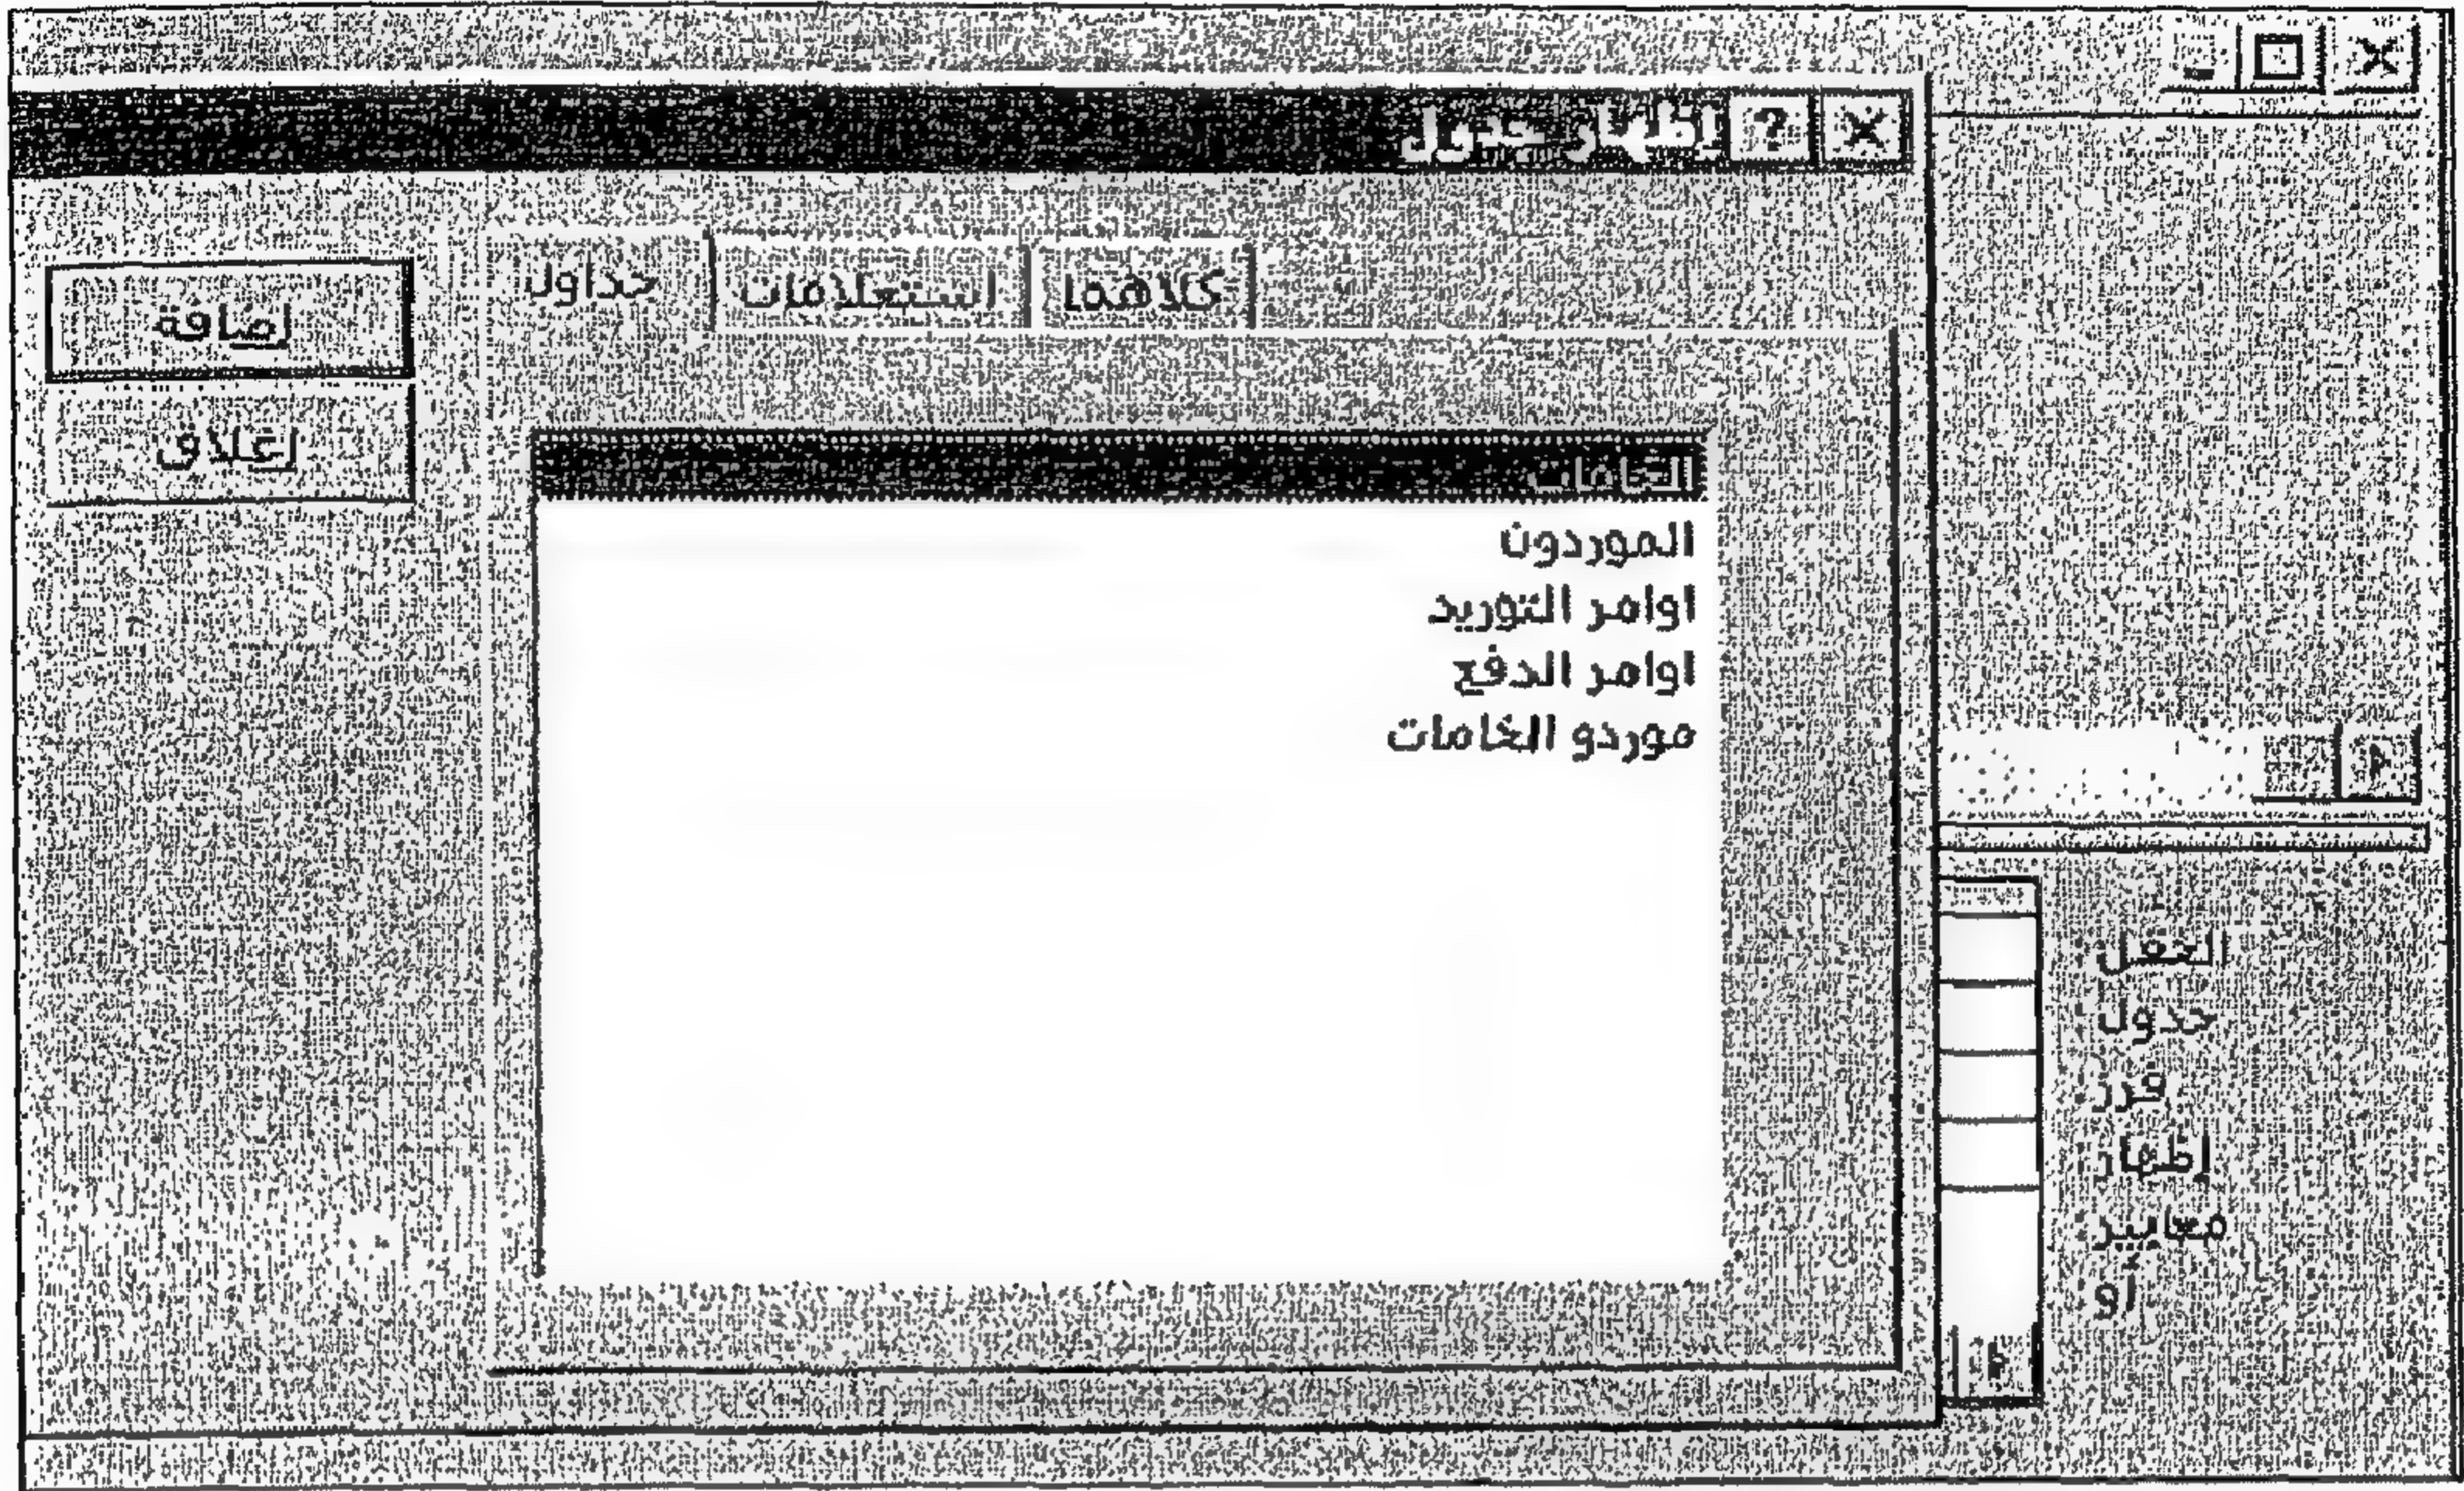 إظهار جدول
جداول
استعلامات
كلاهما
إضافة
إغلاق
الخامات
الموردون
اوامر التوريد
اوامر الدفع
موردو الخامات
الحقل:
جدول:
فرز:
إظهار:
معايير:
أو: